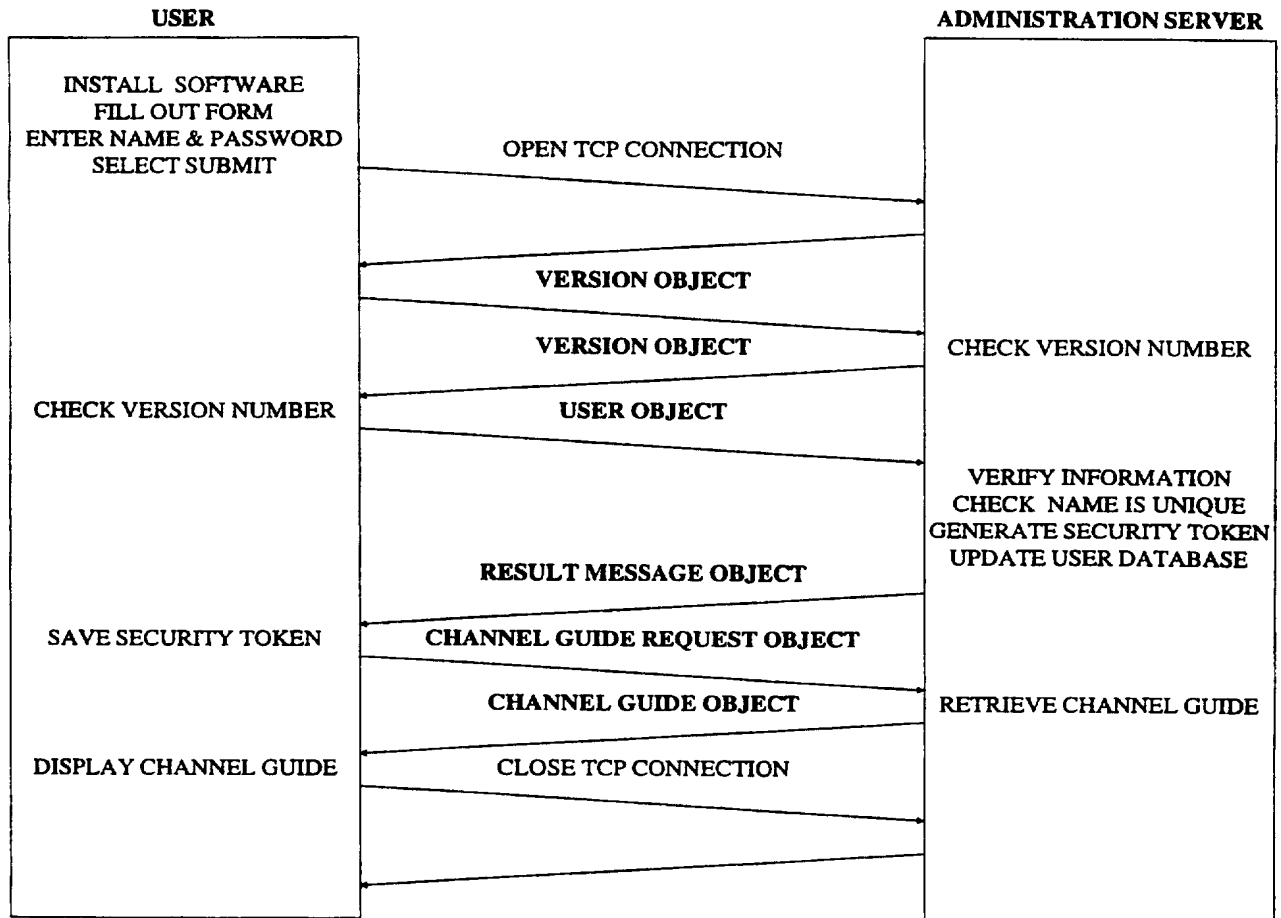 USER
ADMINISTRATION SERVER
INSTALL SOFTWARE
FILL OUT FORM
ENTER NAME & PASSWORD
SELECT SUBMIT
OPEN TCP CONNECTION
VERSION OBJECT
VERSION OBJECT
CHECK VERSION NUMBER
CHECK VERSION NUMBER
USER OBJECT
VERIFY INFORMATION
CHECK NAME IS UNIQUE
GENERATE SECURITY TOKEN
UPDATE USER DATABASE
RESULT MESSAGE OBJECT
SAVE SECURITY TOKEN
CHANNEL GUIDE REQUEST OBJECT
CHANNEL GUIDE OBJECT
RETRIEVE CHANNEL GUIDE
DISPLAY CHANNEL GUIDE
CLOSE TCP CONNECTION